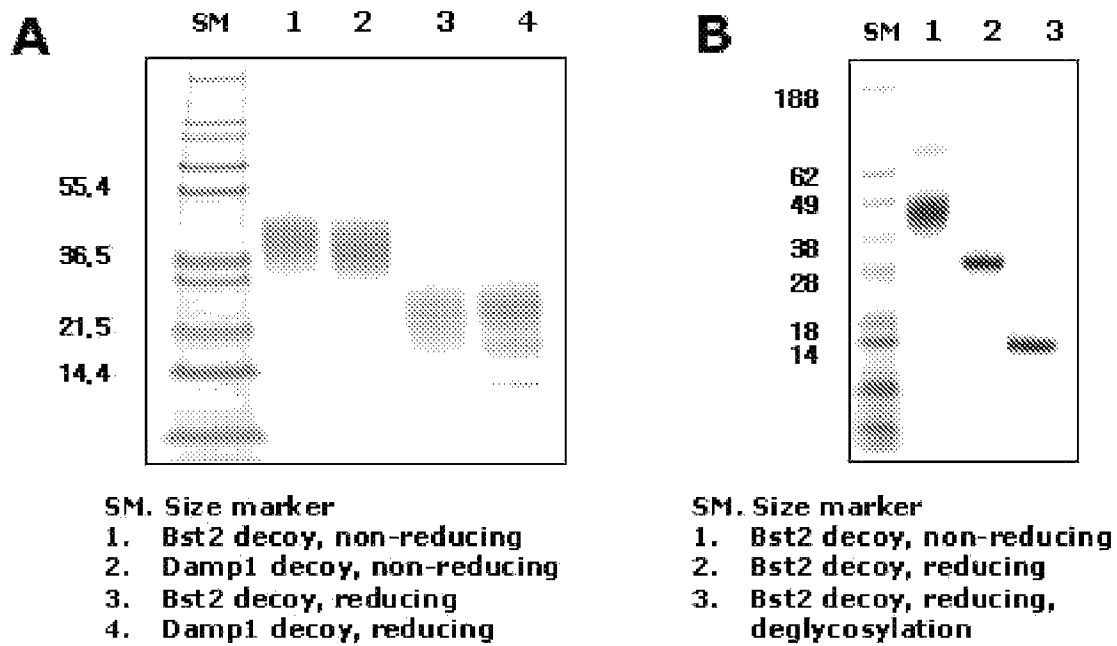 A
SM 1 2 3 4
55.4
36.5
21.5
14.4
SM. Size marker
1. Bst2 decoy, non-reducing
2. Damp1 decoy, non-reducing
3. Bst2 decoy, reducing
4. Damp1 decoy, reducing
B
SM 1 2 3
188
62
49
38
28
18
14
SM. Size marker
1. Bst2 decoy, non-reducing
2. Bst2 decoy, reducing
3. Bst2 decoy, reducing,
deglycosylation